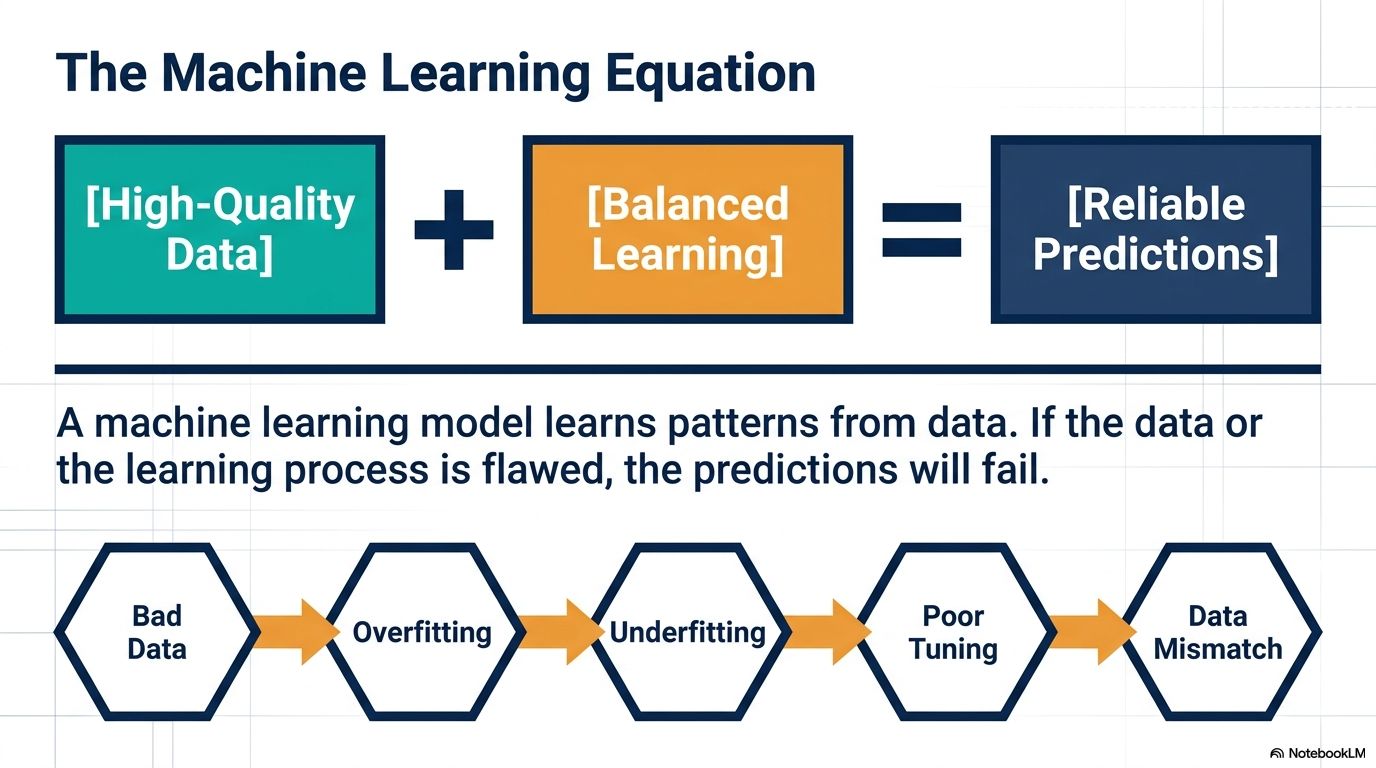 The Machine Learning Equation
[High-Quality
Data]
+
[Balanced
Learning]
=
[Reliable
Predictions]
A machine learning model learns patterns from data. If the data or
the learning process is flawed, the predictions will fail.
Bad
Data
Overfitting
Underfitting
Poor
Tuning
Data
Mismatch
NotebookLM